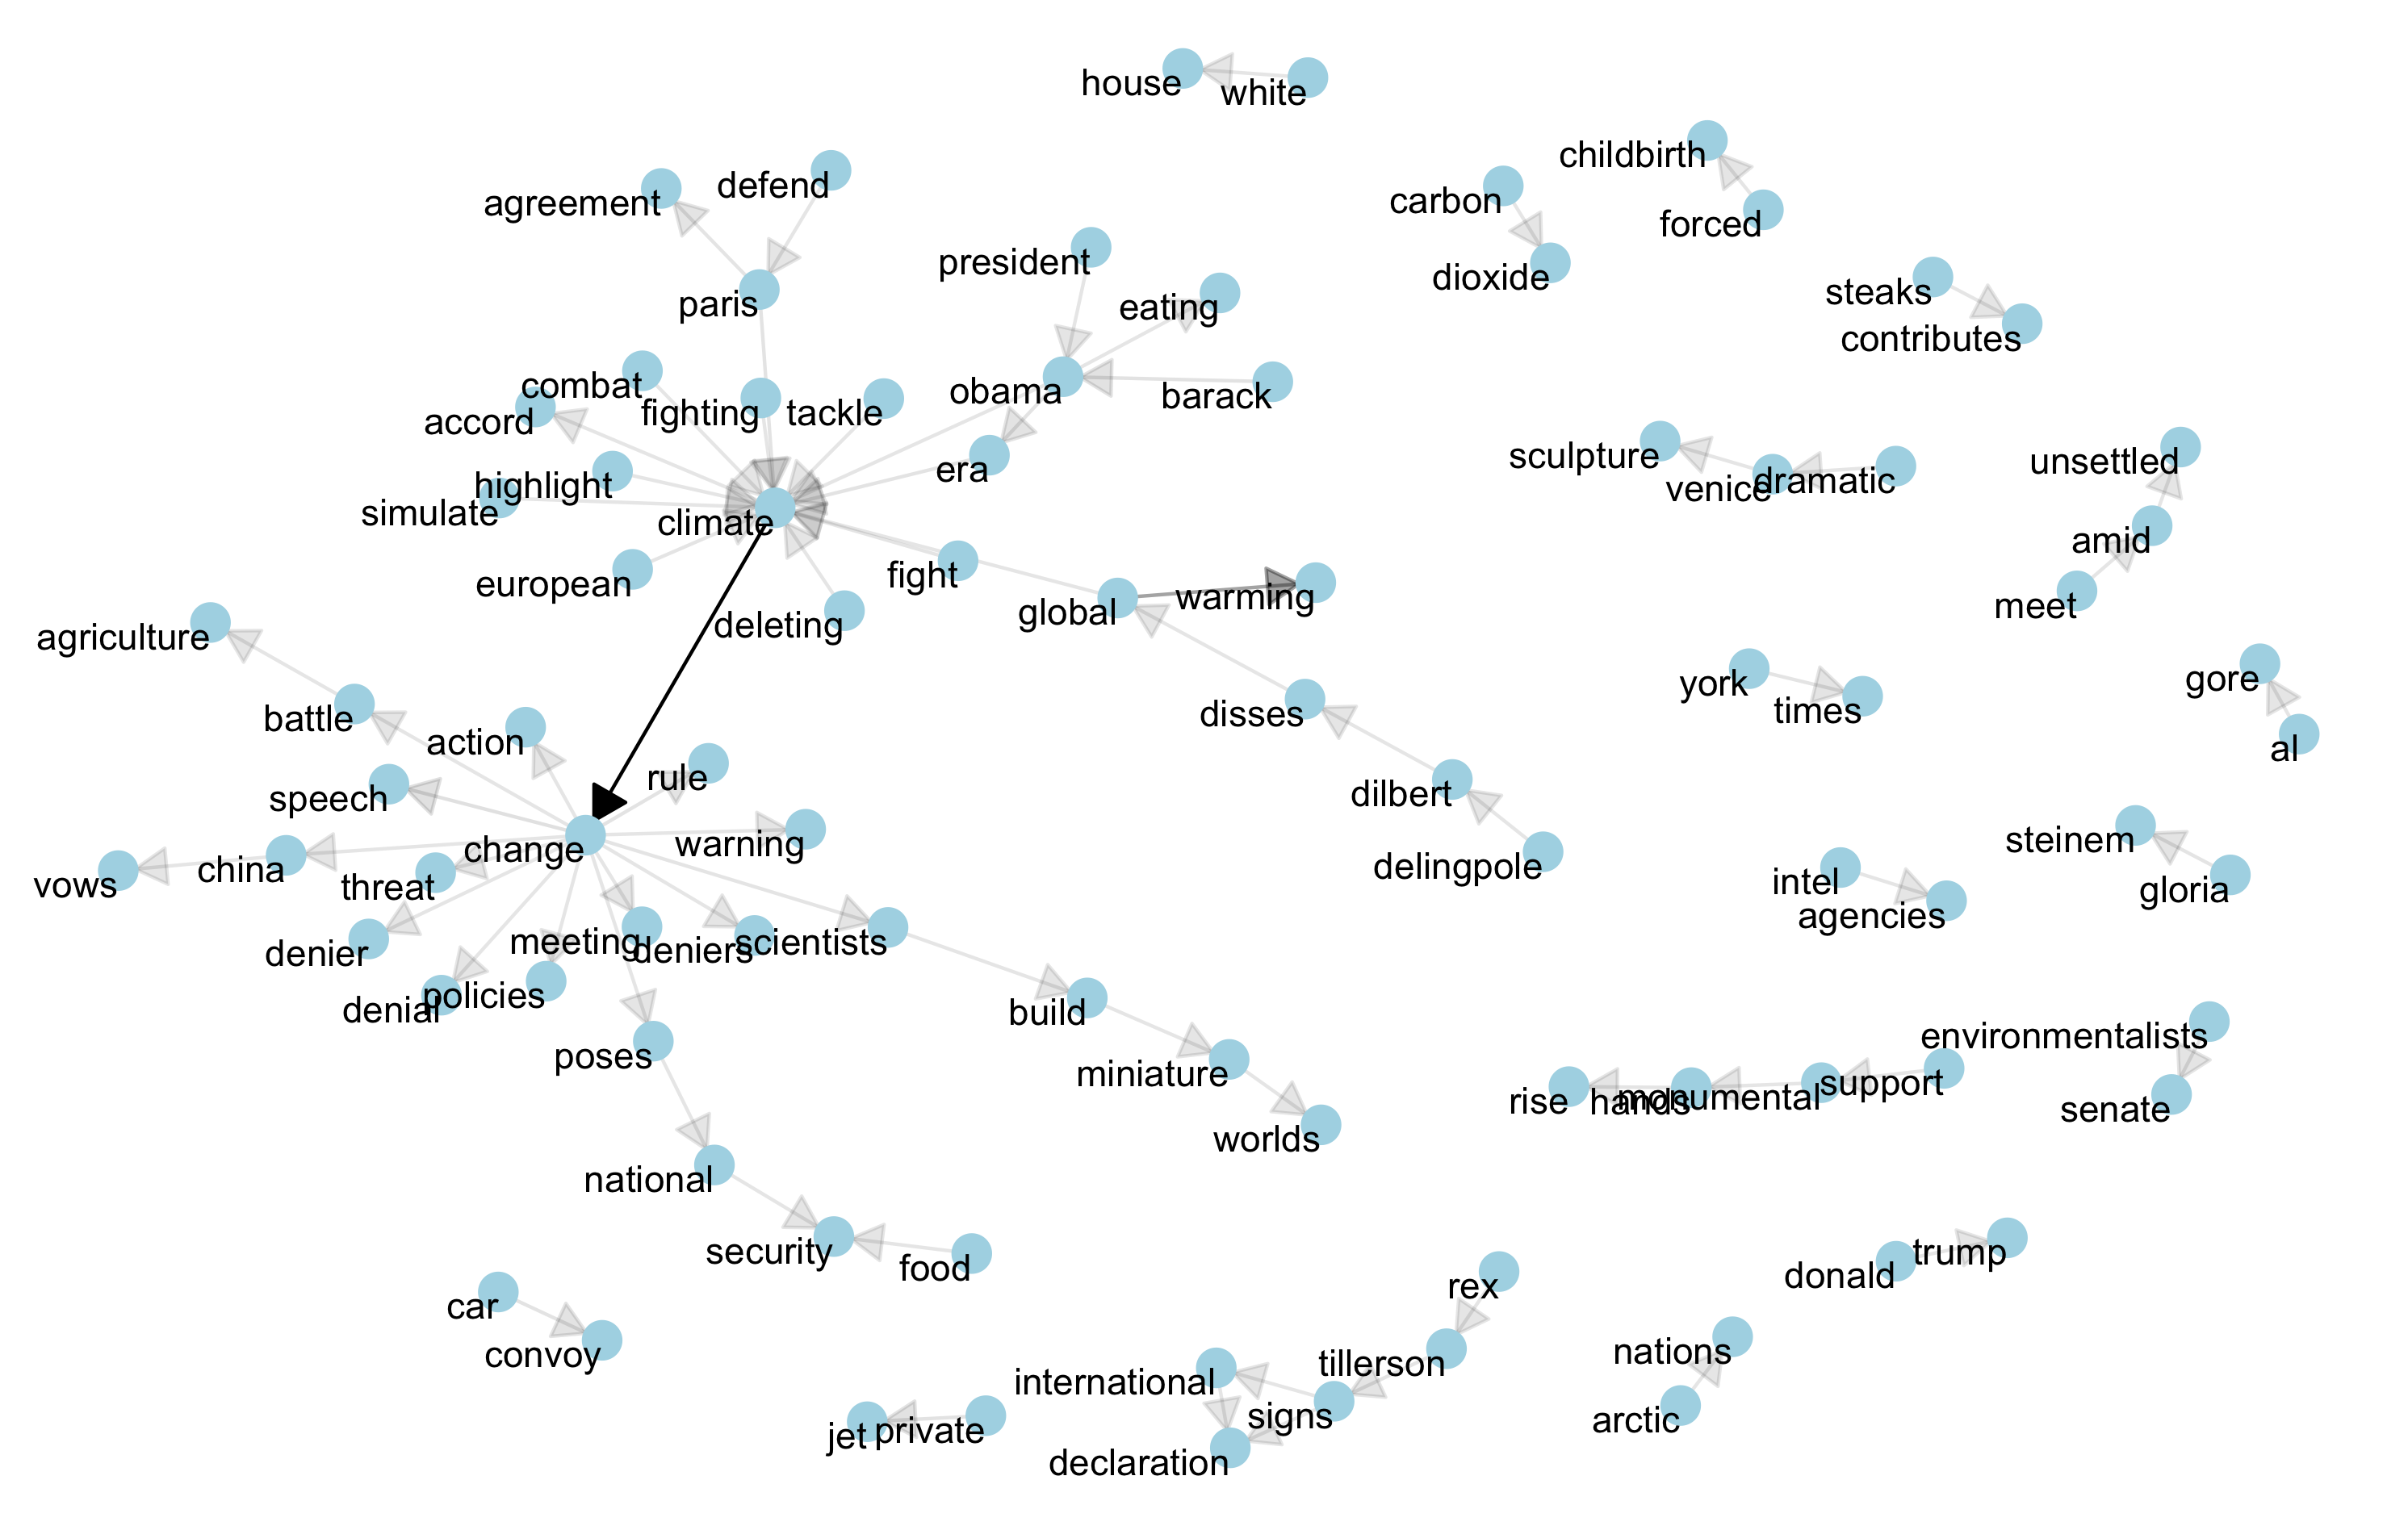 house
white
childbirth
forced
agreement
defend
carbon
dioxide
president
paris
eating
steaks
contributes
combat
accord
fighting
tackle
obama
barack
era
sculpture
venice
dramatic
unsettled
highlight
simulate
climate
amid
meet
european
fight
warming
global
deleting
agriculture
york
times
gore
al
battle
action
disses
rule
speech
dilbert
change
warning
steinem
china
vows
threat
delingpole
intel
agencies
gloria
denier
meeting
deniers
scientists
denial
policies
build
environmentalists
poses
miniature
support
rise
hands
monumental
senate
worlds
national
security
food
trump
donald
rex
car
convoy
nations
tillerson
international
signs
arctic
jet
private
declaration